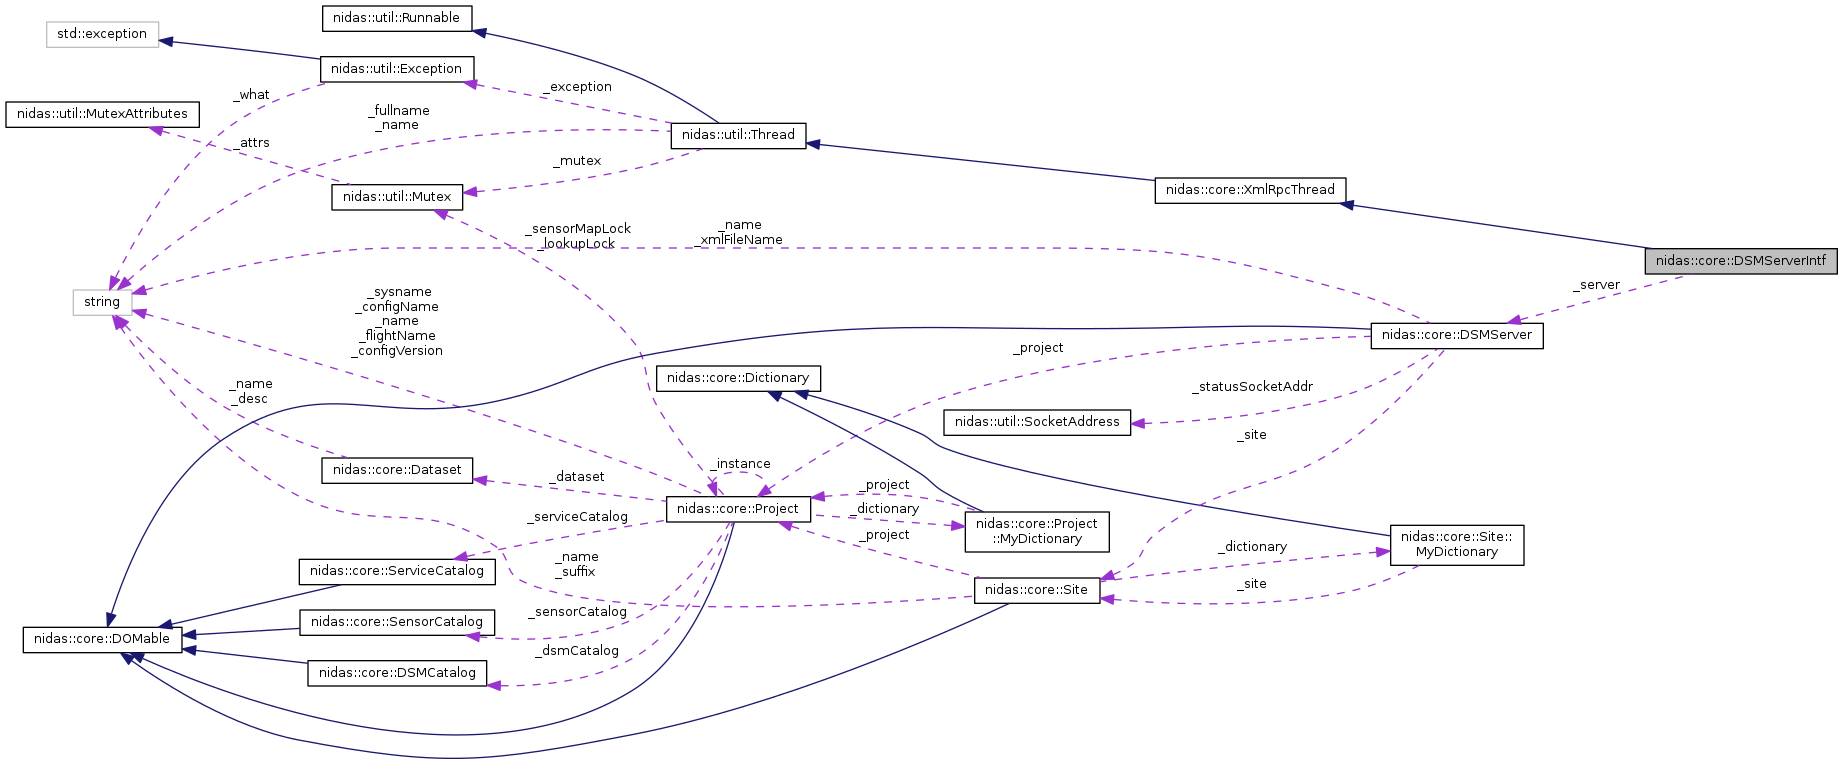 nidas::util::Runnable
std::exception
nidas::util::Exception
_exception
_what
_fullname
_name
nidas::util::MutexAttributes
nidas::util::Thread
_attrs
_mutex
nidas::util::Mutex
nidas::core::XmlRpcThread
_sensorMapLock
_lookupLock
_name
_xmlFileName
nidas::core::DSMServerIntf
_server
string
_sysname
_configName
_name
_flightName
_configVersion
nidas::core::DSMServer
_project
nidas::core::Dictionary
_name
_desc
_statusSocketAddr
nidas::util::SocketAddress
_site
nidas::core::Dataset
_instance
_dataset
_project
nidas::core::Project
_dictionary
_serviceCatalog
nidas::core::Project
::MyDictionary
_project
nidas::core::Site::
MyDictionary
_dictionary
_name
_suffix
nidas::core::ServiceCatalog
_site
nidas::core::Site
_sensorCatalog
nidas::core::SensorCatalog
nidas::core::DOMable
_dsmCatalog
nidas::core::DSMCatalog